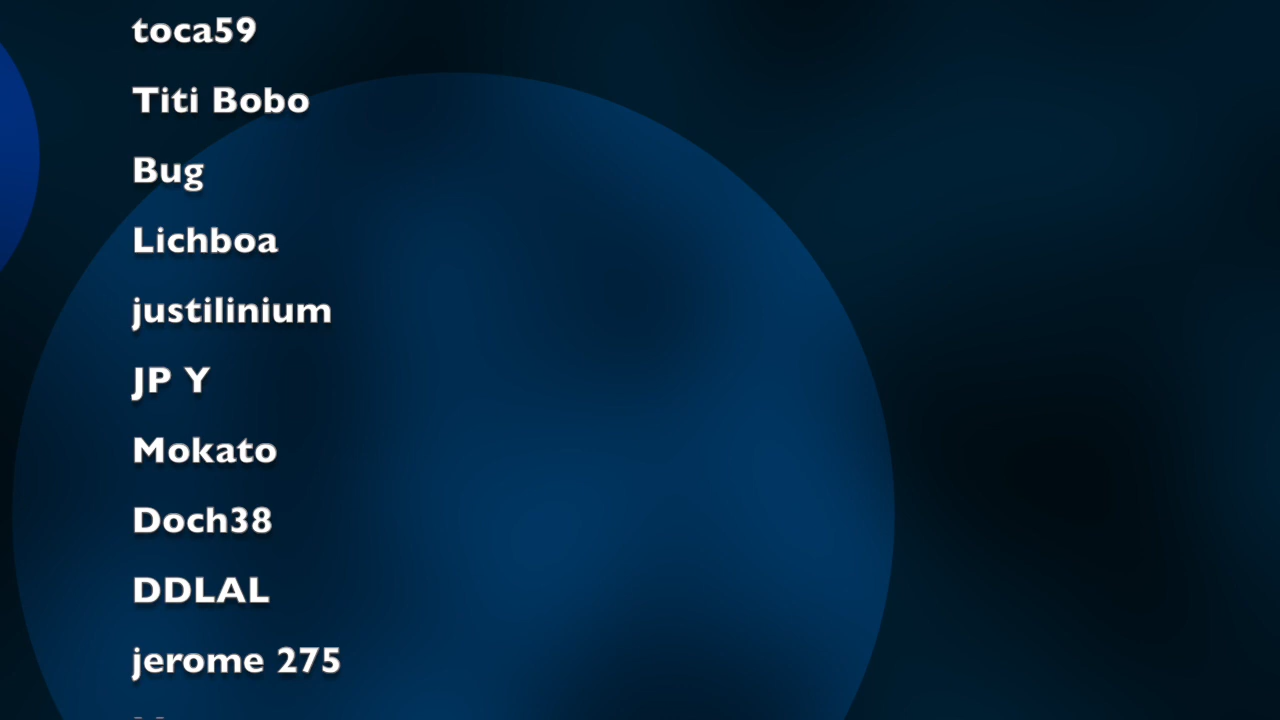 toca59
Titi Bobo
Bug
Lichboa
justilinium
JP Y
Mokato
Doch38
DDLAL
jerome 275